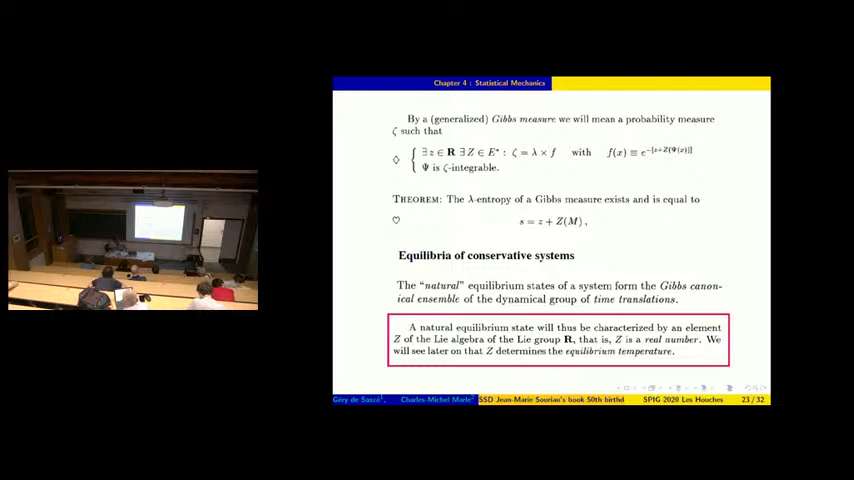 Chapter 4 : Statistical Mechanics
By a (generalized) Gibbs measure we will mean a probability measure
ζ such that
♢ { ∃ z ∈ R ∃ Z ∈ E* : ζ = λ × f with f(x) ≡ e^{-[z+Z(Ψ(x))]}
Ψ is ζ-integrable.
THEOREM: The λ-entropy of a Gibbs measure exists and is equal to
♡ s = z + Z(M) ,
Equilibria of conservative systems
The "natural" equilibrium states of a system form the Gibbs canon-
ical ensemble of the dynamical group of time translations.
A natural equilibrium state will thus be characterized by an element
Z of the Lie algebra of the Lie group R, that is, Z is a real number. We
will see later on that Z determines the equilibrium temperature.
Géry de Saxcé¹, Charles-Michel Marle² SSD Jean-Marie Souriau's book 50th birthd SPIG 2020 Les Houches 23 / 32